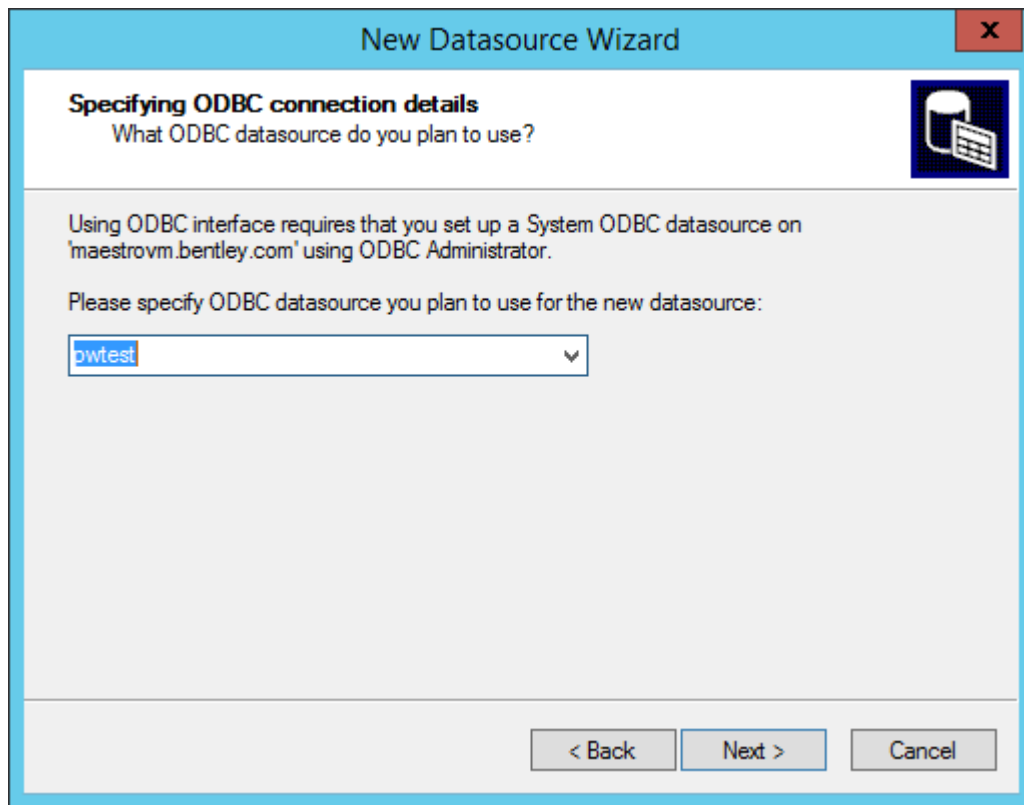 New Datasource Wizard
x
Specifying ODBC connection details
What ODBC datasource do you plan to use?
Using ODBC interface requires that you set up a System ODBC datasource on
'maestrovm.bentley.com' using ODBC Administrator.
Please specify ODBC datasource you plan to use for the new datasource:
pwtest
< Back
Next >
Cancel